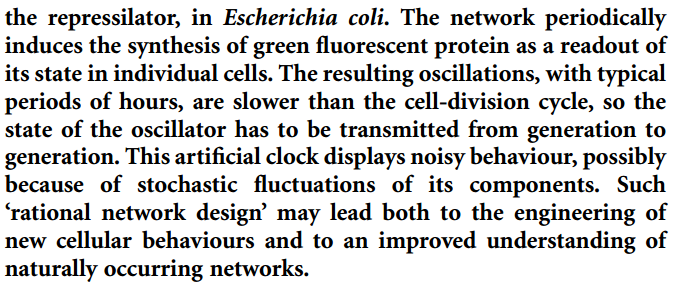 the repressilator, in Escherichia coli. The network periodically
induces the synthesis of green fluorescent protein as a readout of
its state in individual cells. The resulting oscillations, with typical
periods of hours, are slower than the cell-division cycle, so the
state of the oscillator has to be transmitted from generation to
generation. This artificial clock displays noisy behaviour, possibly
because of stochastic fluctuations of its components. Such
‘rational network design’ may lead both to the engineering of
new cellular behaviours and to an improved understanding of
naturally occurring networks.